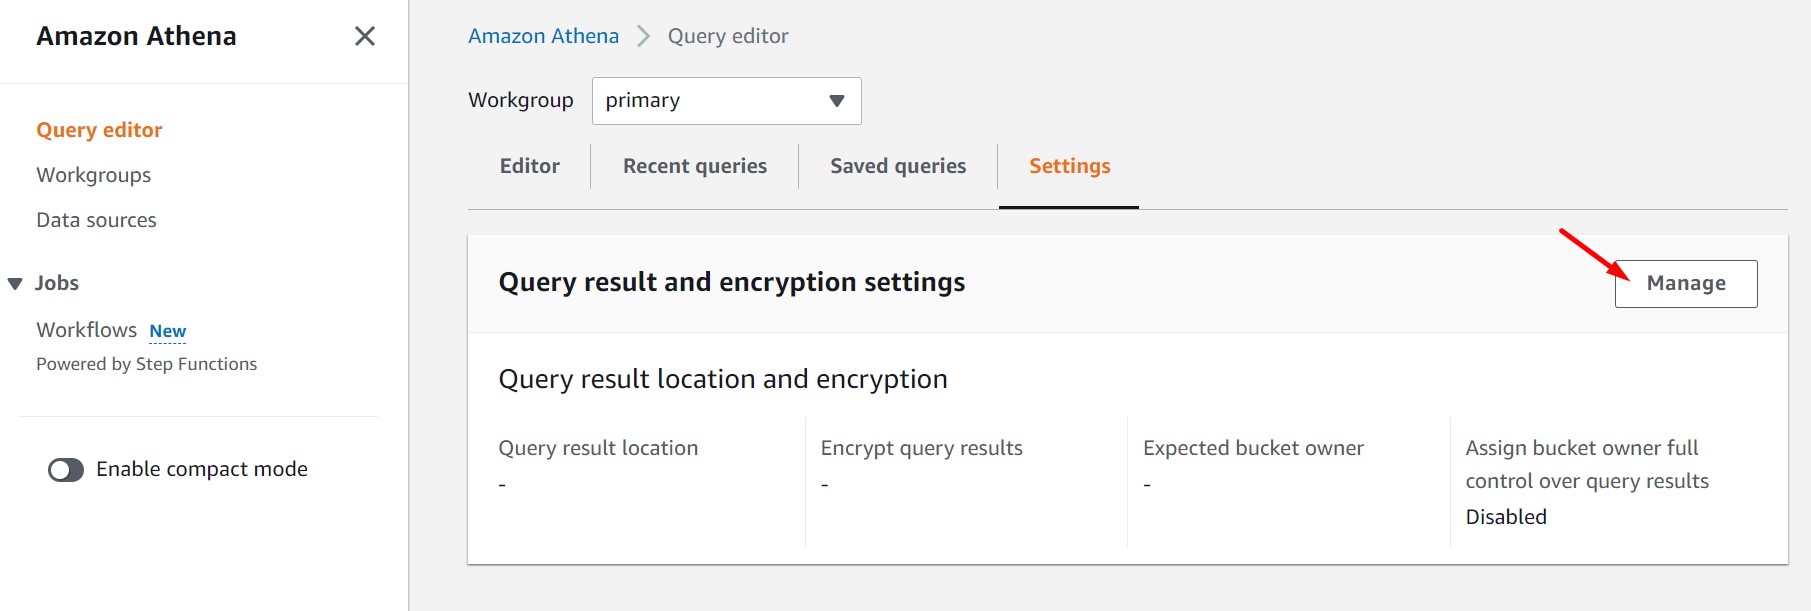 Amazon Athena
Query editor
Workgroups
Data sources
Jobs
Workflows New
Powered by Step Functions
Enable compact mode
Amazon Athena Query editor
Workgroup primary
Editor Recent queries Saved queries Settings
Query result and encryption settings
Manage
Query result location and encryption
Query result location
-
Encrypt query results
-
Expected bucket owner
-
Assign bucket owner full
control over query results
Disabled